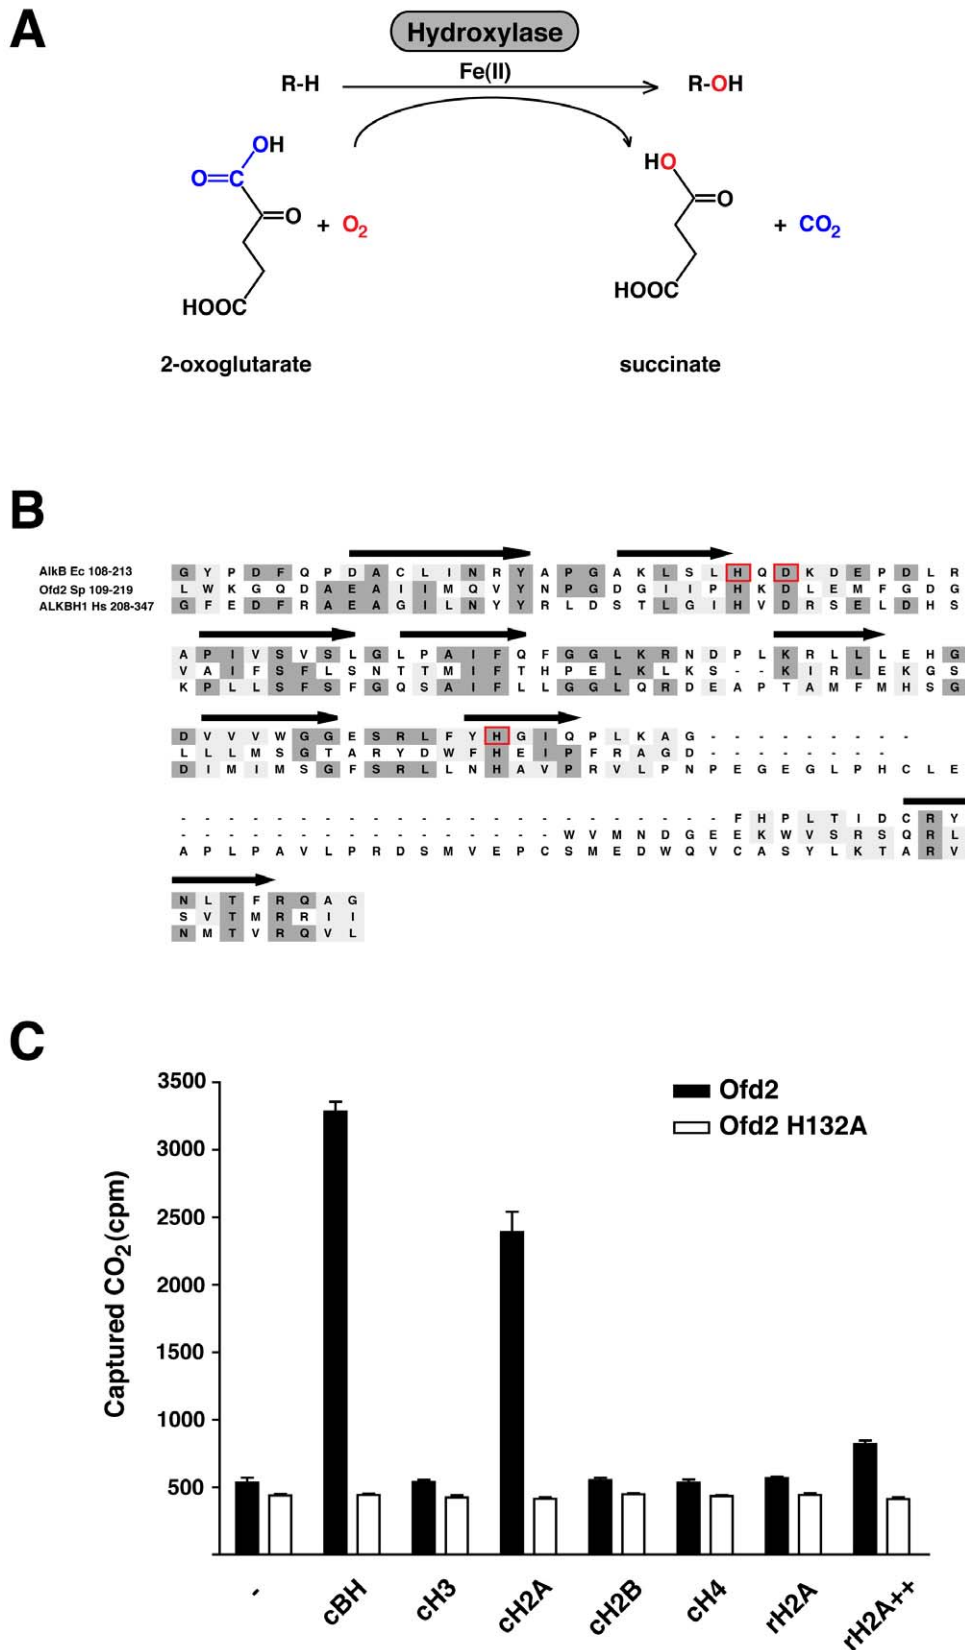 A
Hydroxylase
R-H
Fe(II)
R-OH
OH
O=C
=O
+ O2
HOOC
2-oxoglutarate
HO
=O
+ CO2
HOOC
succinate
B
AlkB Ec 108-213 G Y P D F Q P D A C L I N R Y A P G A K L S L H Q D K D E P D L R
Ofd2 Sp 109-219 L W K G Q D A E A I I M Q V Y N P G D G I I P H K D L E M F G D G
ALKBH1 Hs 208-347 G F E D F R A E A G I L N Y Y R L D S T L G I H V D R S E L D H S
A P I V S V S L G L P A I F Q F G G L K R N D P L K R L L L E H G
V A I F S F L S N T T M I F T H P E L K L K S - - K I R L E K G S
K P L L S F S F G Q S A I F L L G G L Q R D E A P T A M F M H S G
D V V V W G G E S R L F Y H G I Q P L K A G - - - - - - - - -
L L L M S G T A R Y D W F H E I P F R A G D - - - - - - - - -
D I M I M S G F S R L L N H A V P R V L P N P E G E G L P H C L E
- - - - - - - - - - - - - - - - - - - - - - - F H P L T I D C R Y
- - - - - - - - - - - - - - - - W V M N D G E E K W V S R S Q R L
A P L P A V L P R D S M V E P C S M E D W Q V C A S Y L K T A R V
N L T F R Q A G
S V T M R R I I
N M T V R Q V L
C
Captured CO2(cpm)
3500
3000
2500
2000
1500
1000
500
Ofd2
Ofd2 H132A
-
cBH
cH3
cH2A
cH2B
cH4
rH2A
rH2A++